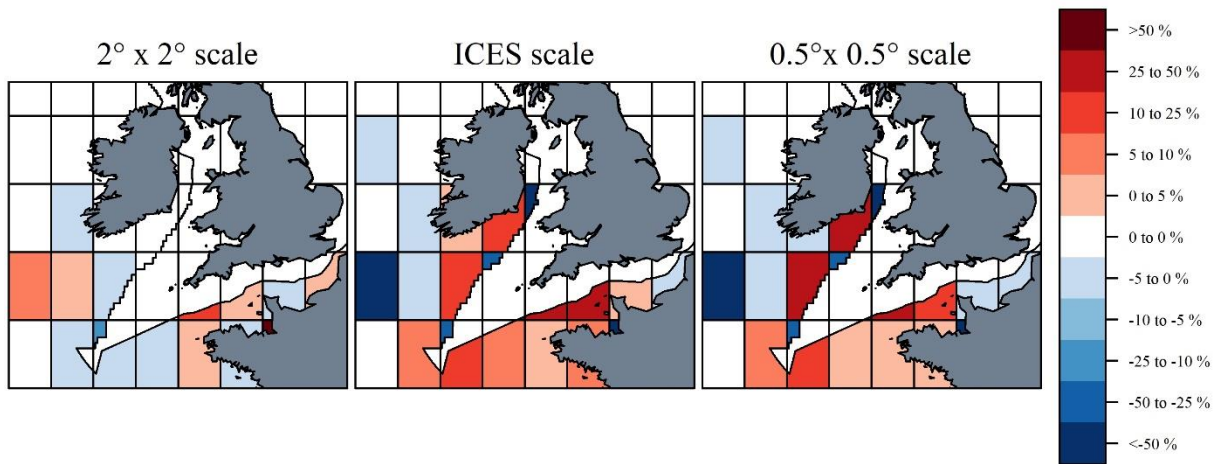 2° x 2° scale
ICES scale
0.5°x 0.5° scale
>50 %
25 to 50 %
10 to 25 %
5 to 10 %
0 to 5 %
0 to 0 %
-5 to 0 %
-10 to -5 %
-25 to -10 %
-50 to -25 %
<-50 %